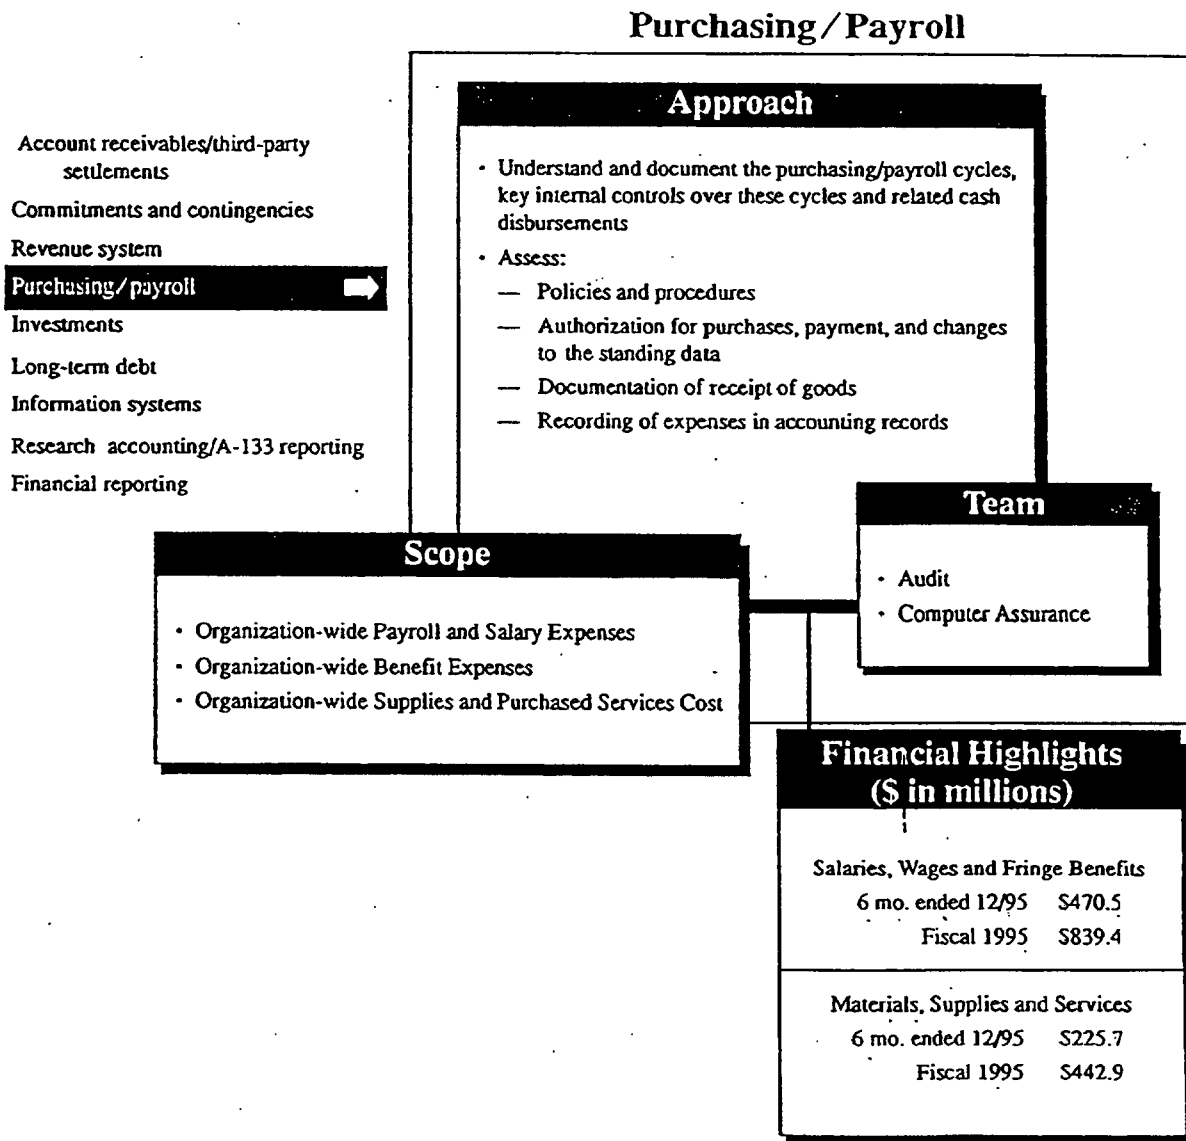 Purchasing/Payroll
Account receivables/third-party
settlements
Commitments and contingencies
Revenue system
Purchasing/payroll
Investments
Long-term debt
Information systems
Research accounting/A-133 reporting
Financial reporting
Approach
• Understand and document the purchasing/payroll cycles,
key internal controls over these cycles and related cash
disbursements
• Assess:
— Policies and procedures
— Authorization for purchases, payment, and changes
to the standing data
— Documentation of receipt of goods
— Recording of expenses in accounting records
Team
• Audit
• Computer Assurance
Scope
• Organization-wide Payroll and Salary Expenses
• Organization-wide Benefit Expenses
• Organization-wide Supplies and Purchased Services Cost
Financial Highlights
($ in millions)
Salaries, Wages and Fringe Benefits
6 mo. ended 12/95 $470.5
Fiscal 1995 $839.4
Materials, Supplies and Services
6 mo. ended 12/95 $225.7
Fiscal 1995 $442.9